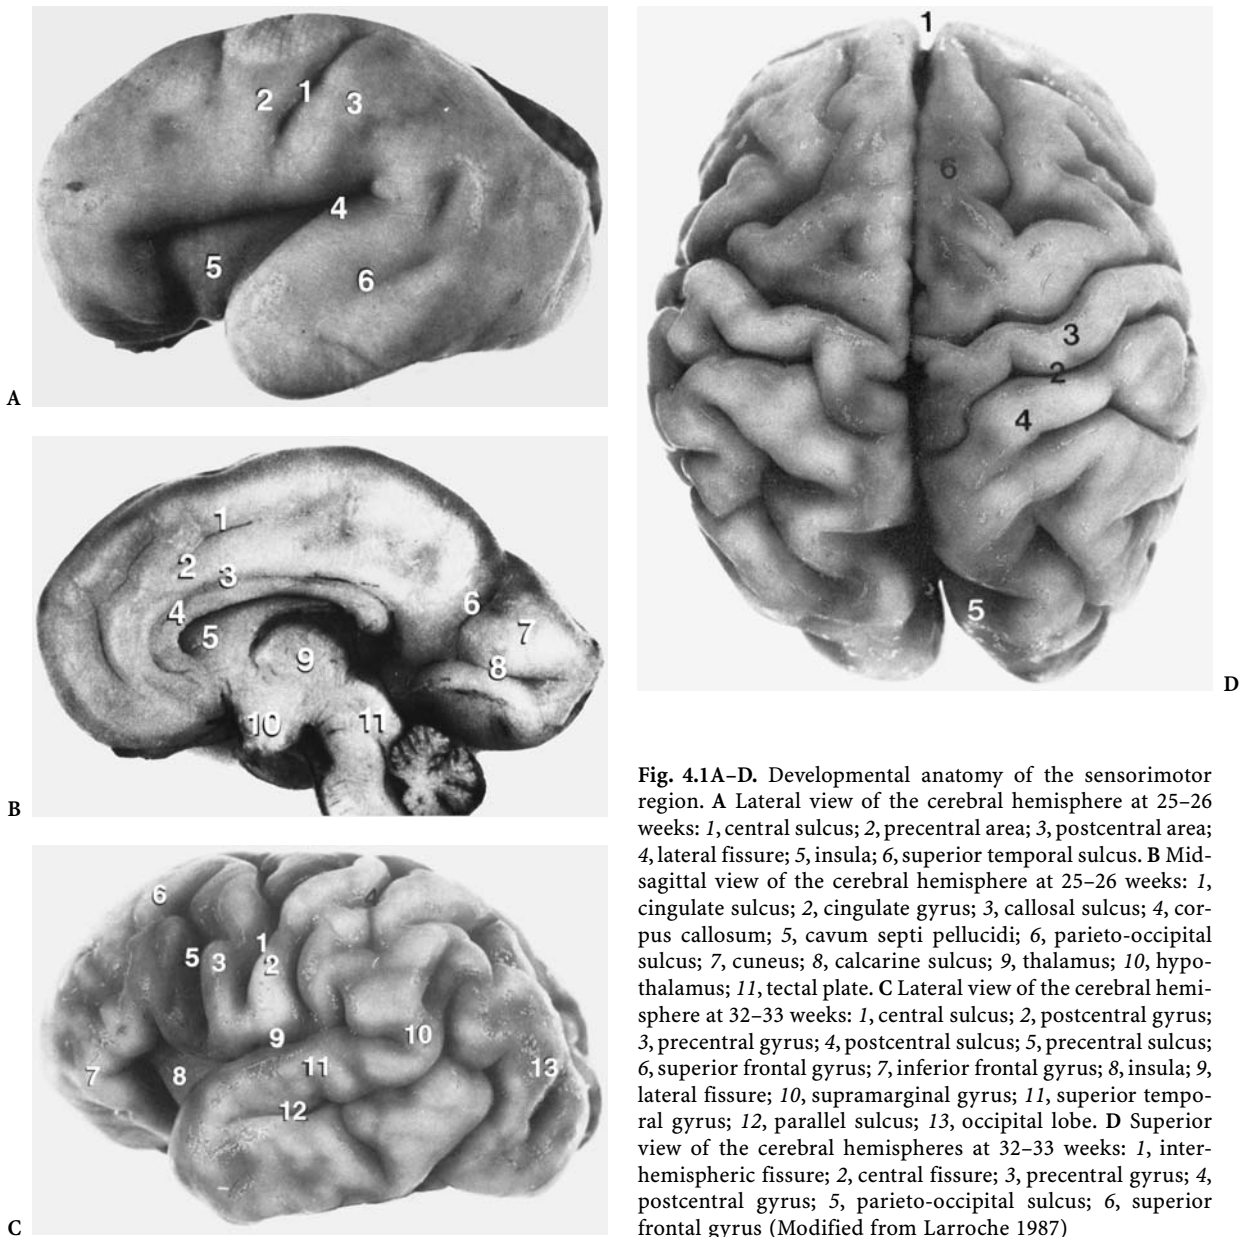 2
1
3
4
5
6
A
1
2
3
4
5
6
7
8
9
10
11
B
6
5
3
1
2
4
9
10
7
8
11
12
13
C
1
6
3
2
4
5
D
Fig. 4.1A–D. Developmental anatomy of the sensorimotor
region. A Lateral view of the cerebral hemisphere at 25–26
weeks: 1, central sulcus; 2, precentral area; 3, postcentral area;
4, lateral fissure; 5, insula; 6, superior temporal sulcus. B Mid-
sagittal view of the cerebral hemisphere at 25–26 weeks: 1,
cingulate sulcus; 2, cingulate gyrus; 3, callosal sulcus; 4, cor-
pus callosum; 5, cavum septi pellucidi; 6, parieto-occipital
sulcus; 7, cuneus; 8, calcarine sulcus; 9, thalamus; 10, hypo-
thalamus; 11, tectal plate. C Lateral view of the cerebral hemi-
sphere at 32–33 weeks: 1, central sulcus; 2, postcentral gyrus;
3, precentral gyrus; 4, postcentral sulcus; 5, precentral sulcus;
6, superior frontal gyrus; 7, inferior frontal gyrus; 8, insula; 9,
lateral fissure; 10, supramarginal gyrus; 11, superior tempo-
ral gyrus; 12, parallel sulcus; 13, occipital lobe. D Superior
view of the cerebral hemispheres at 32–33 weeks: 1, inter-
hemispheric fissure; 2, central fissure; 3, precentral gyrus; 4,
postcentral gyrus; 5, parieto-occipital sulcus; 6, superior
frontal gyrus (Modified from Larroche 1987)